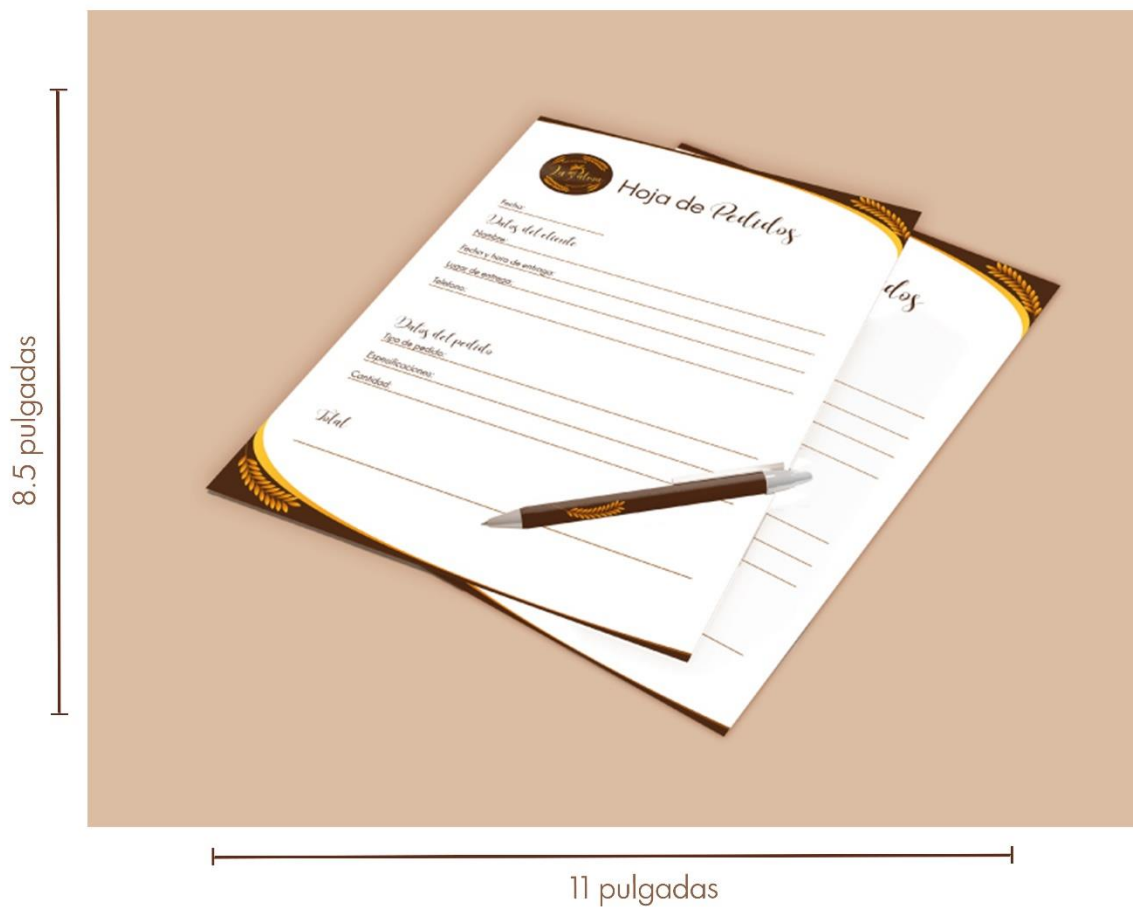 Hoja de Pedidos
Fecha:
Datos del cliente
Nombre:
Fecha y hora de entrega:
Lugar de entrega:
Teléfono:
Datos del pedido
Tipo de pedido:
Especificaciones:
Cantidad:
Total
dos
8.5 pulgadas
11 pulgadas